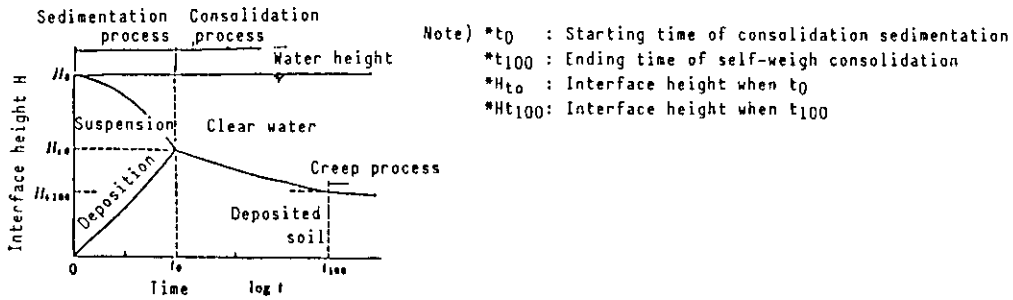 Sedimentation process
Consolidation process
Water height
H0
Suspension
Clear water
Ht0
Creep process
Ht100
Deposition
Deposited soil
Interface height H
0
t0
t100
Time
log t
Note) *t0 : Starting time of consolidation sedimentation
*t100 : Ending time of self-weigh consolidation
*Hto : Interface height when t0
*Ht100: Interface height when t100